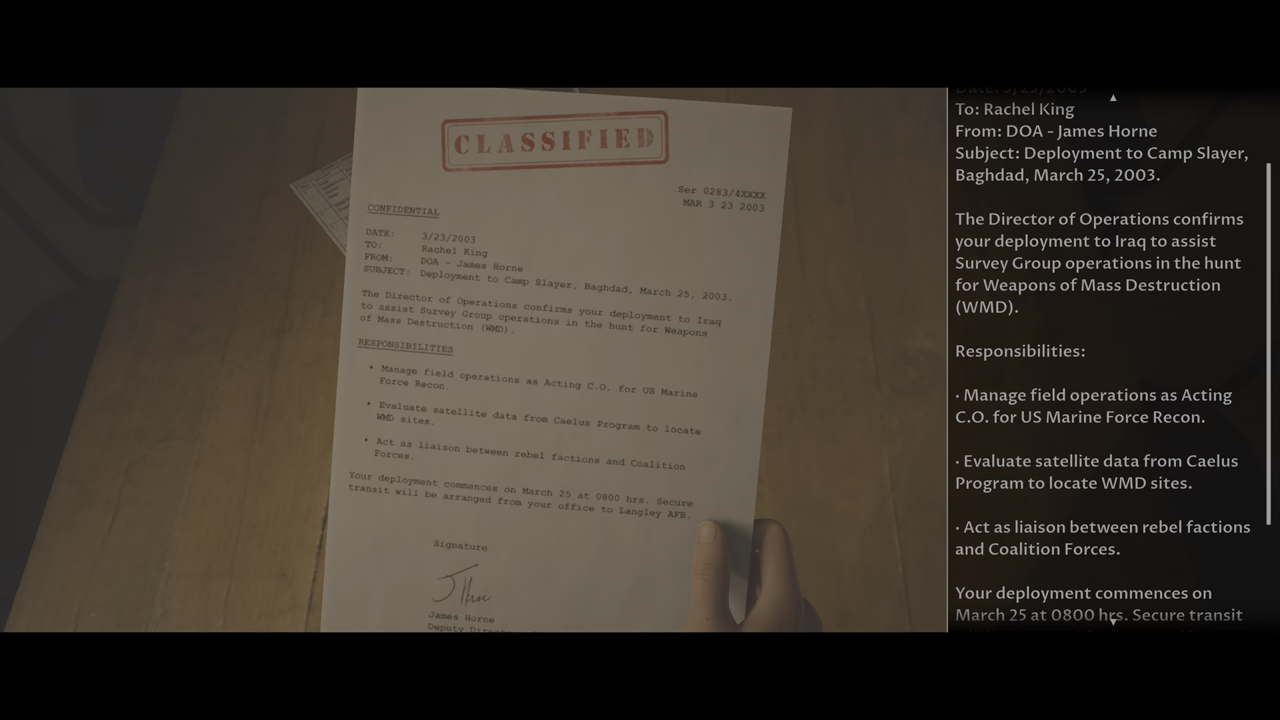 CLASSIFIED
Ser 0283/4XXXX
MAR 3 23 2003
CONFIDENTIAL
DATE: 3/23/2003
TO: Rachel King
FROM: DOA - James Horne
SUBJECT: Deployment to Camp Slayer, Baghdad, March 25, 2003.
The Director of Operations confirms your deployment to Iraq
to assist Survey Group operations in the hunt for Weapons
of Mass Destruction (WMD).
RESPONSIBILITIES
• Manage field operations as Acting C.O. for US Marine
Force Recon.
• Evaluate satellite data from Caelus Program to locate
WMD sites.
• Act as liaison between rebel factions and Coalition
Forces.
Your deployment commences on March 25 at 0800 hrs. Secure
transit will be arranged from your office to Langley AFB.
Signature
J Hne
James Horne
Deputy
To: Rachel King
From: DOA - James Horne
Subject: Deployment to Camp Slayer,
Baghdad, March 25, 2003.
The Director of Operations confirms
your deployment to Iraq to assist
Survey Group operations in the hunt
for Weapons of Mass Destruction
(WMD).
Responsibilities:
· Manage field operations as Acting
C.O. for US Marine Force Recon.
· Evaluate satellite data from Caelus
Program to locate WMD sites.
· Act as liaison between rebel factions
and Coalition Forces.
Your deployment commences on
March 25 at 0800 hrs. Secure transit